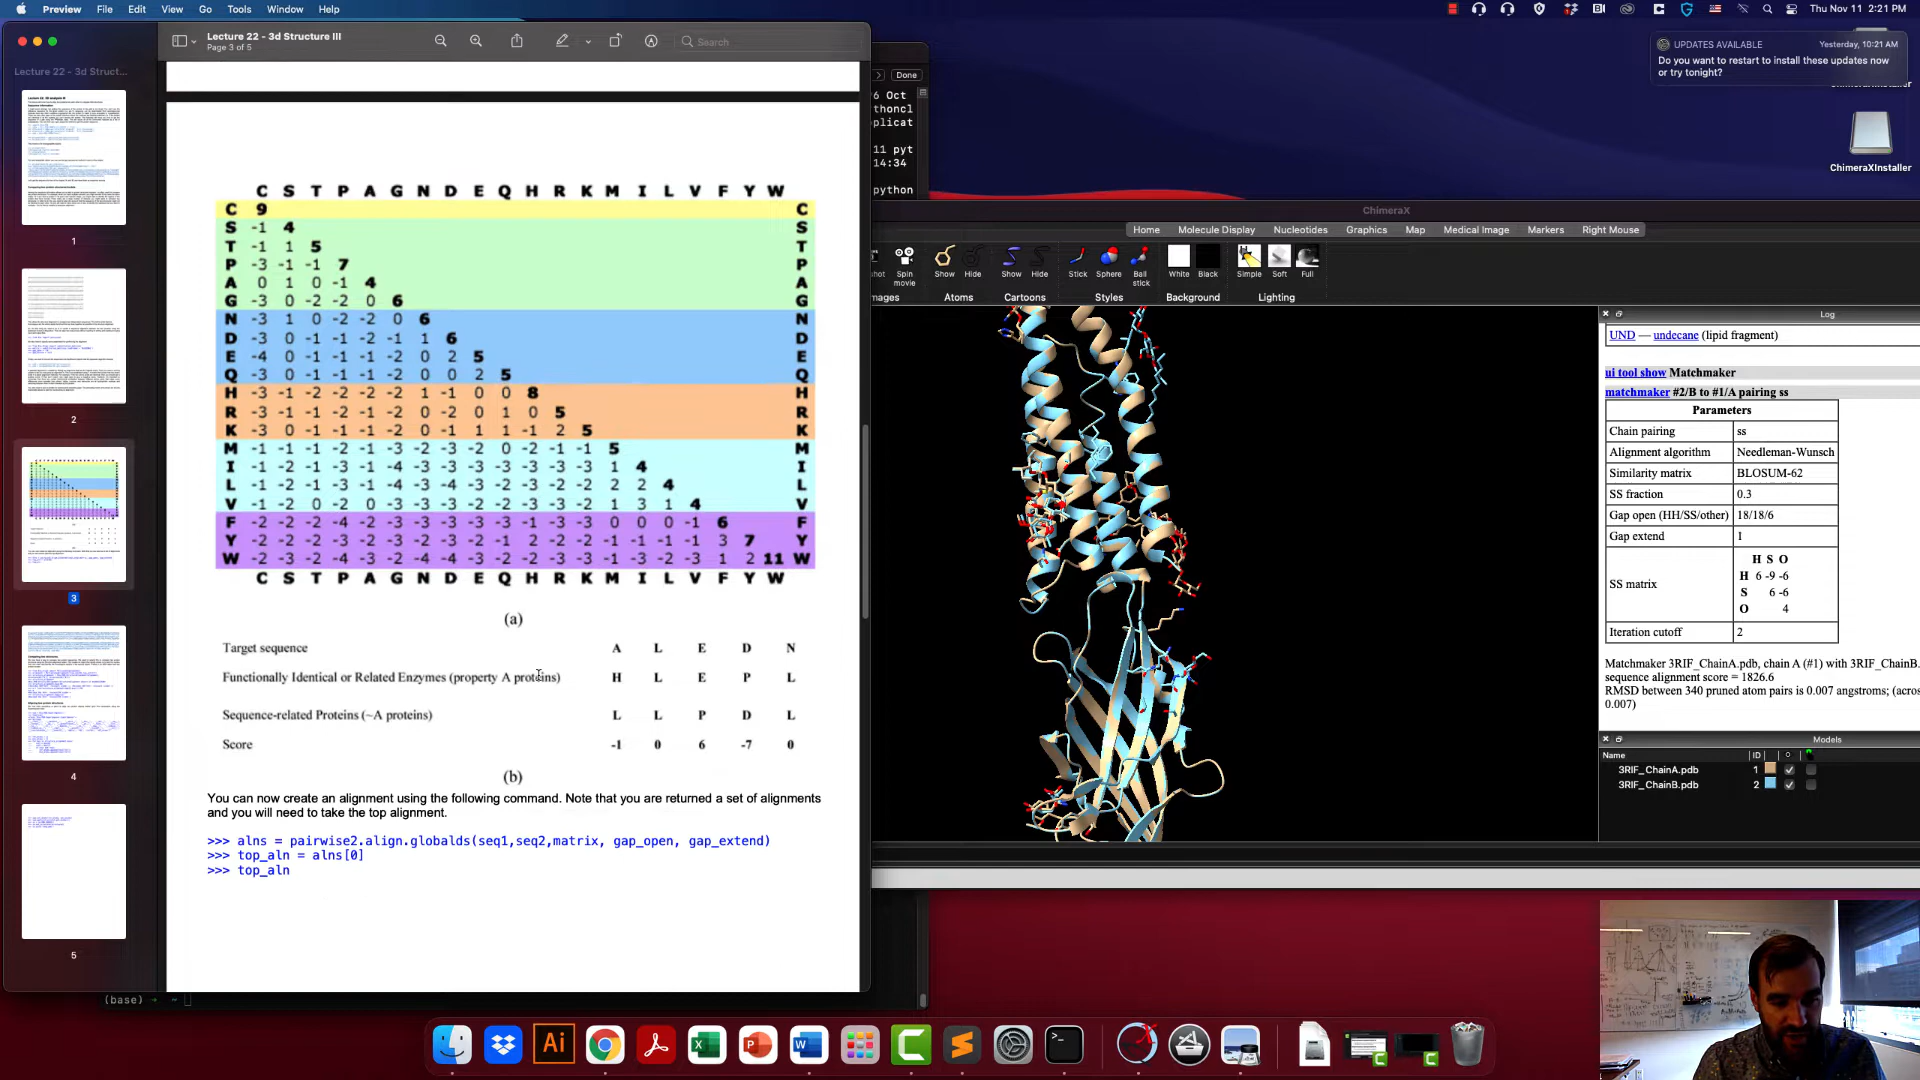 Preview File Edit View Go Tools Window Help
Thu Nov 11 2:21 PM
Lecture 22 - 3d Structure III
Page 3 of 5
Search
Lecture 22 - 3d Struct...
1
2
3
4
5
C S T P A G N D E Q H R K M I L V F Y W
C 9 C
S -1 4 S
T -1 1 5 T
P -3 -1 -1 7 P
A 0 1 0 -1 4 A
G -3 0 -2 -2 0 6 G
N -3 1 0 -2 -2 0 6 N
D -3 0 -1 -1 -2 -1 1 6 D
E -4 0 -1 -1 -1 -2 0 2 5 E
Q -3 0 -1 -1 -1 -2 0 0 2 5 Q
H -3 -1 -2 -2 -2 -2 1 -1 0 0 8 H
R -3 -1 -1 -2 -1 -2 0 -2 0 1 0 5 R
K -3 0 -1 -1 -1 -2 0 -1 1 1 -1 2 5 K
M -1 -1 -1 -2 -1 -3 -2 -3 -2 0 -2 -1 -1 5 M
I -1 -2 -1 -3 -1 -4 -3 -3 -3 -3 -3 -3 -3 1 4 I
L -1 -2 -1 -3 -1 -4 -3 -4 -3 -2 -3 -2 -2 2 2 4 L
V -1 -2 0 -2 0 -3 -3 -3 -2 -2 -3 -3 -2 1 3 1 4 V
F -2 -2 -2 -4 -2 -3 -3 -3 -3 -3 -1 -3 -3 0 0 0 -1 6 F
Y -2 -2 -2 -3 -2 -3 -2 -3 -2 -1 2 -2 -2 -1 -1 -1 -1 3 7 Y
W -2 -3 -2 -4 -3 -2 -4 -4 -3 -2 -2 -3 -3 -1 -3 -2 -3 1 2 11 W
C S T P A G N D E Q H R K M I L V F Y W
(a)
Target sequence A L E D N
Functionally Identical or Related Enzymes (property A proteins) H L E P L
Sequence-related Proteins (~A proteins) L L P D L
Score -1 0 6 -7 0
(b)
You can now create an alignment using the following command. Note that you are returned a set of alignments
and you will need to take the top alignment.
>>> alns = pairwise2.align.globalds(seq1,seq2,matrix, gap_open, gap_extend)
>>> top_aln = alns[0]
>>> top_aln
(base) → ~
Done
6 Oct
thoncl
plicat
11 pyt
14:34
python
UPDATES AVAILABLE Yesterday, 10:21 AM
Do you want to restart to install these updates now
or try tonight?
ChimeraXInstaller
ChimeraX
Home Molecule Display Nucleotides Graphics Map Medical Image Markers Right Mouse
shot Spin movie Show Hide Show Hide Stick Sphere Ball stick White Black Simple Soft Full
mages Atoms Cartoons Styles Background Lighting
Log
UND — undecane (lipid fragment)
ui tool show Matchmaker
matchmaker #2/B to #1/A pairing ss
Parameters
Chain pairing ss
Alignment algorithm Needleman-Wunsch
Similarity matrix BLOSUM-62
SS fraction 0.3
Gap open (HH/SS/other) 18/18/6
Gap extend 1
SS matrix
H S O
H 6 -9 -6
S 6 -6
O 4
Iteration cutoff 2
Matchmaker 3RIF_ChainA.pdb, chain A (#1) with 3RIF_ChainB.
sequence alignment score = 1826.6
RMSD between 340 pruned atom pairs is 0.007 angstroms; (acros
0.007)
Models
Name ID
3RIF_ChainA.pdb 1
3RIF_ChainB.pdb 2